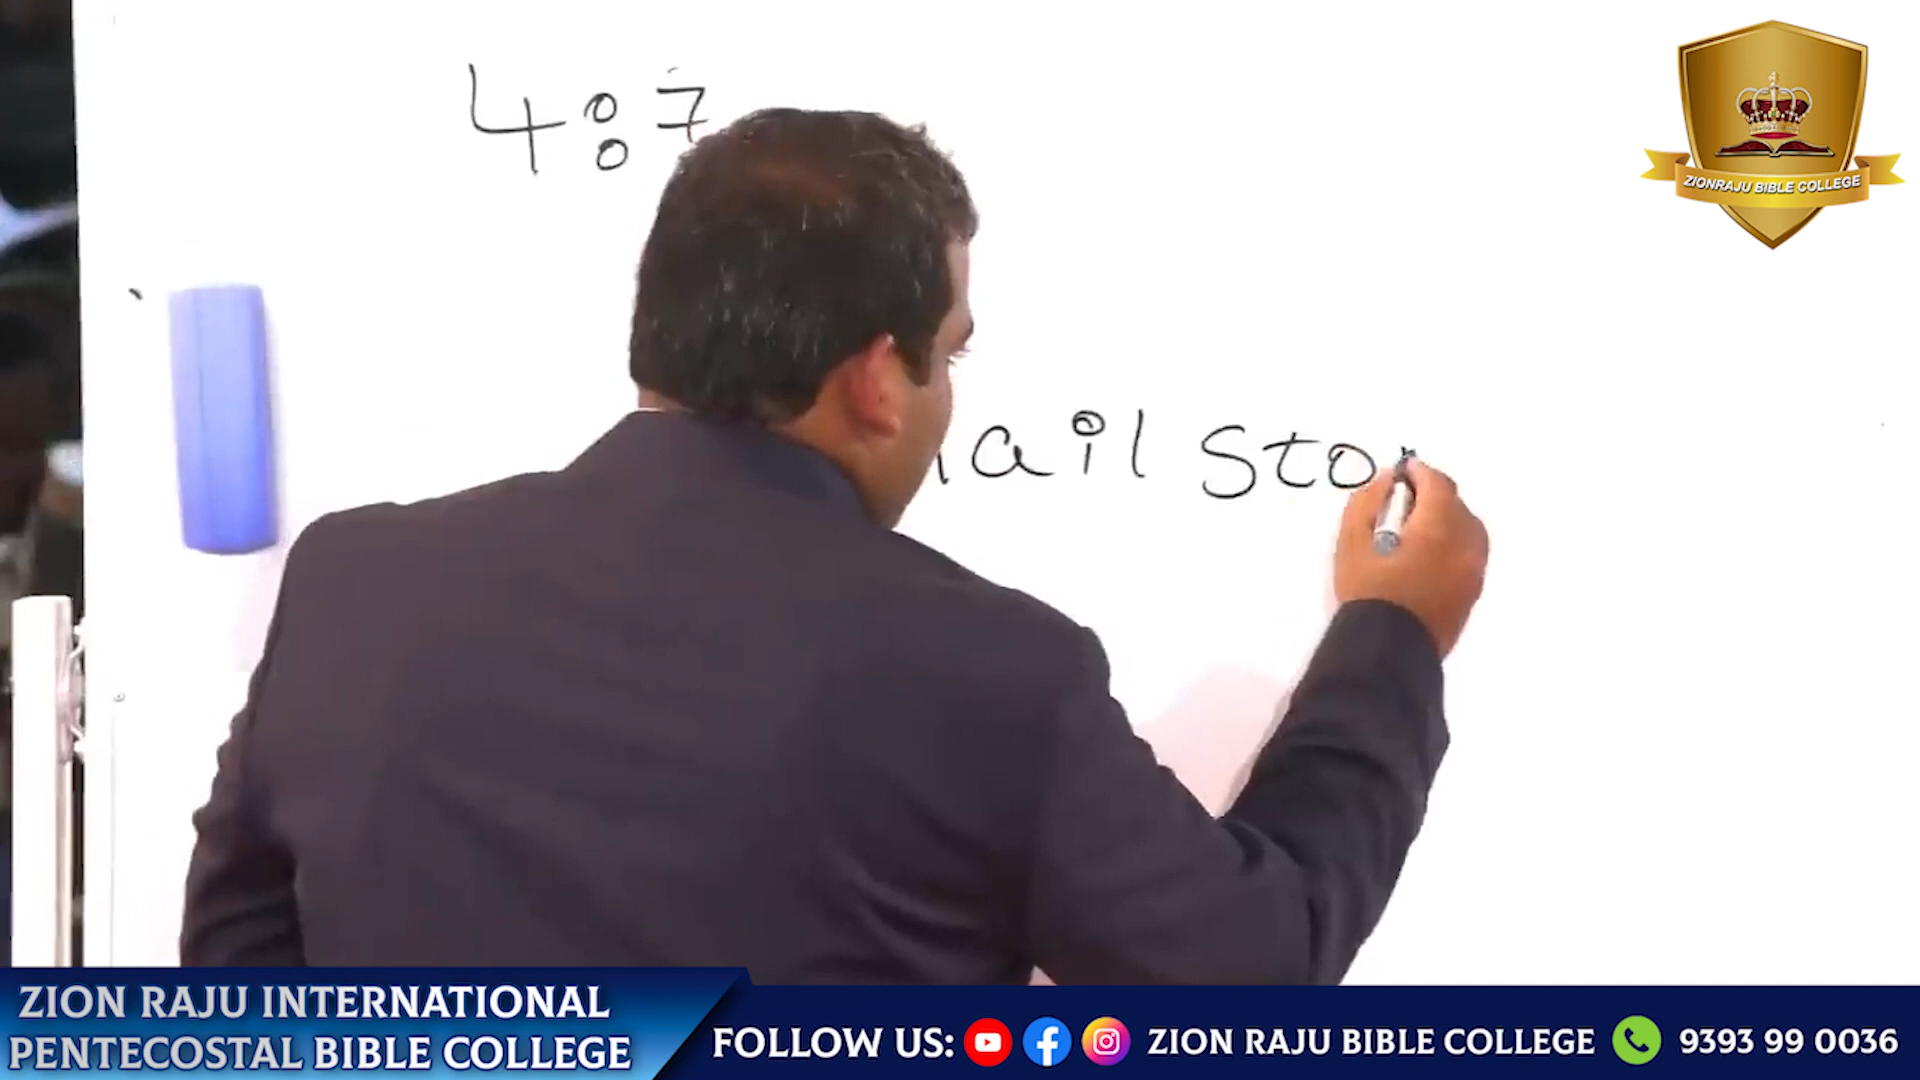 4:7
ail sto
ZIONRAJU BIBLE COLLEGE
ZION RAJU INTERNATIONAL
PENTECOSTAL BIBLE COLLEGE
FOLLOW US: ZION RAJU BIBLE COLLEGE 9393 99 0036